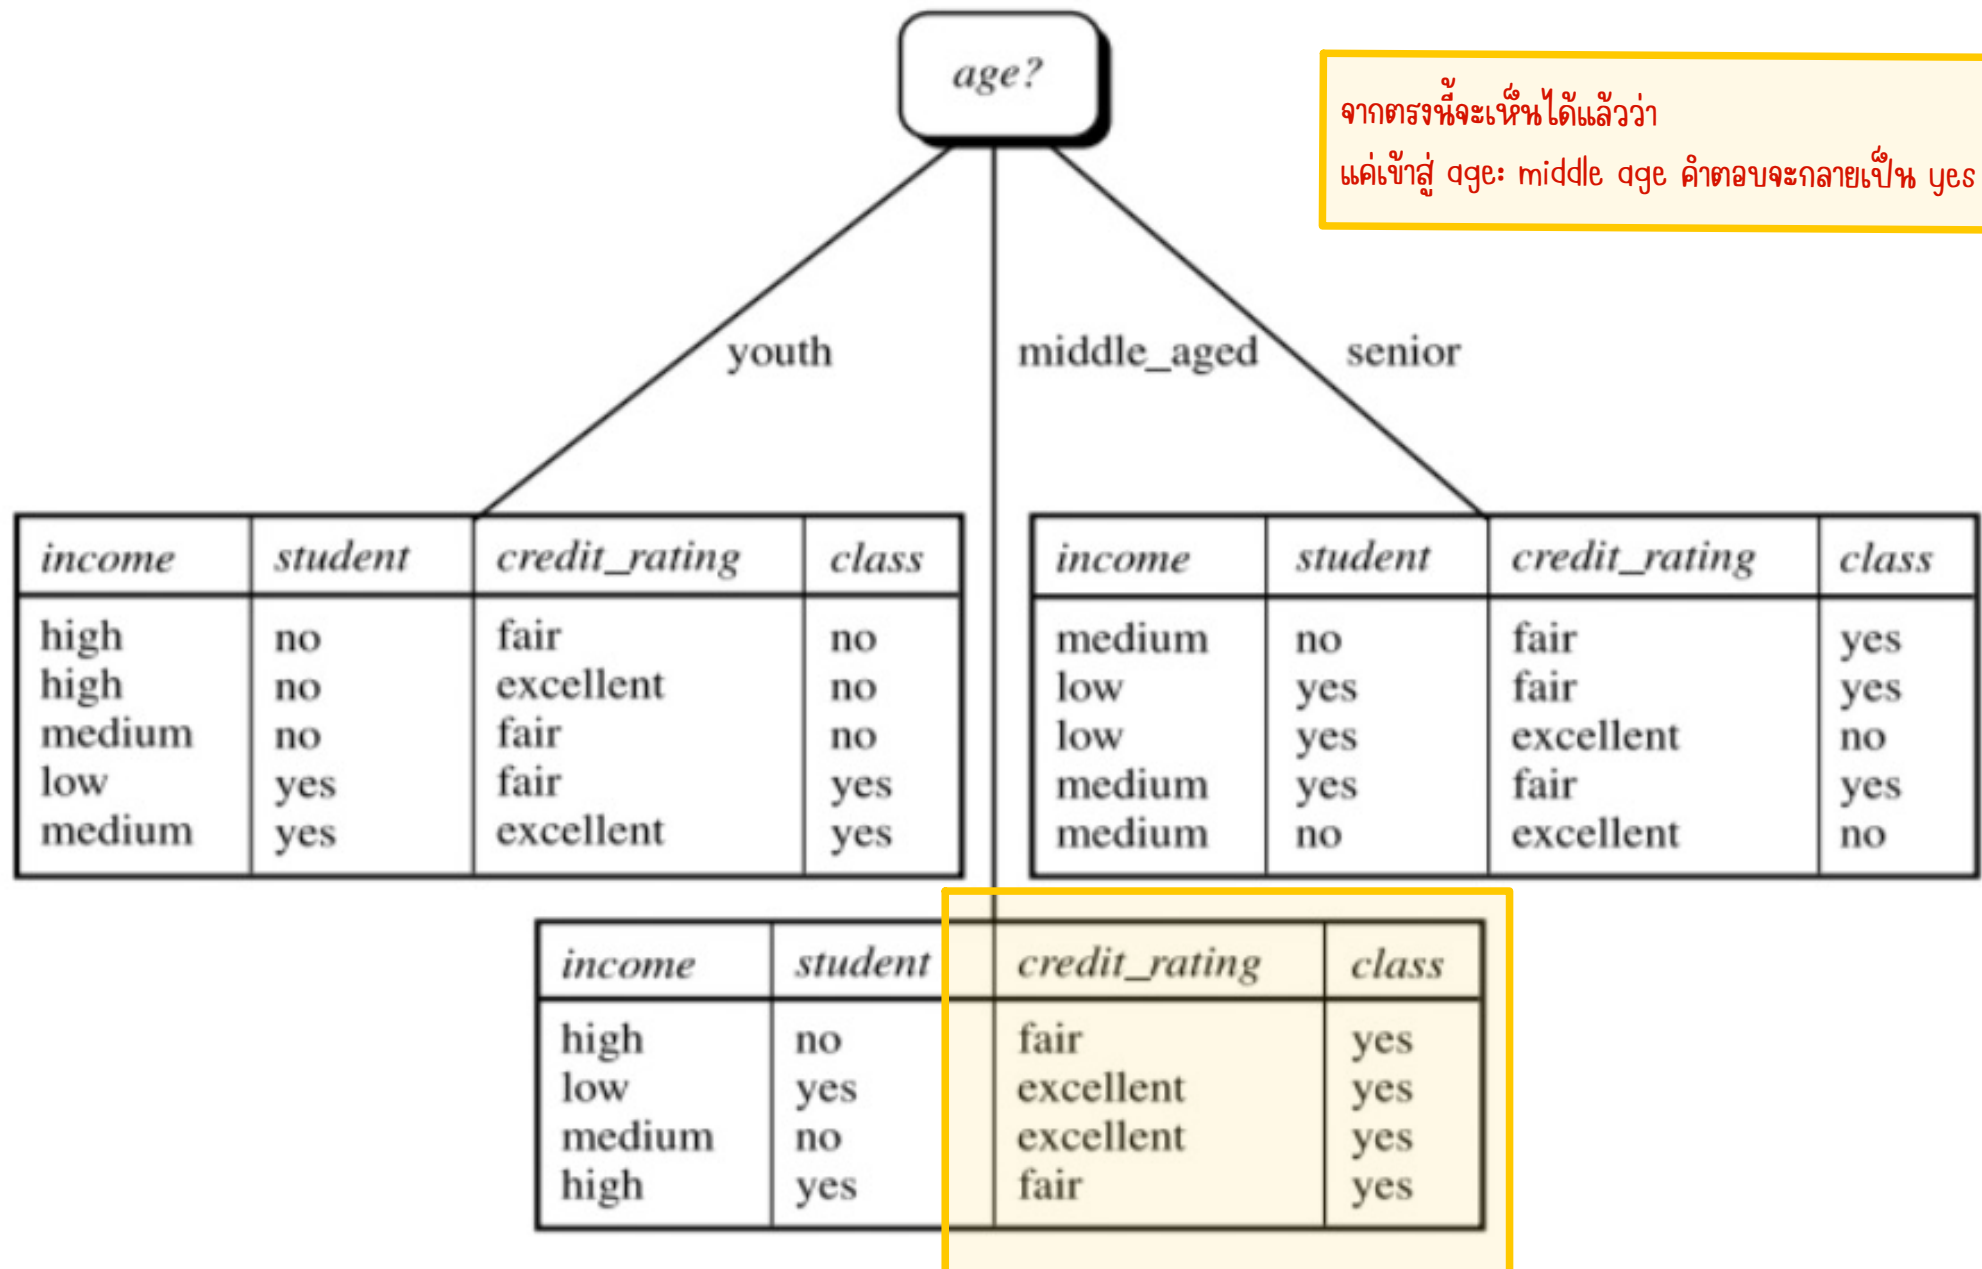 age?
จากตรงนี้จะเห็นได้แล้วว่า
แค่เข้าสู่ age: middle age คำตอบจะกลายเป็น yes
youth middle_aged senior
income student credit_rating class
high no fair no
high no excellent no
medium no fair no
low yes fair yes
medium yes excellent yes
income student credit_rating class
medium no fair yes
low yes fair yes
low yes excellent no
medium yes fair yes
medium no excellent no
income student credit_rating class
high no fair yes
low yes excellent yes
medium no excellent yes
high yes fair yes